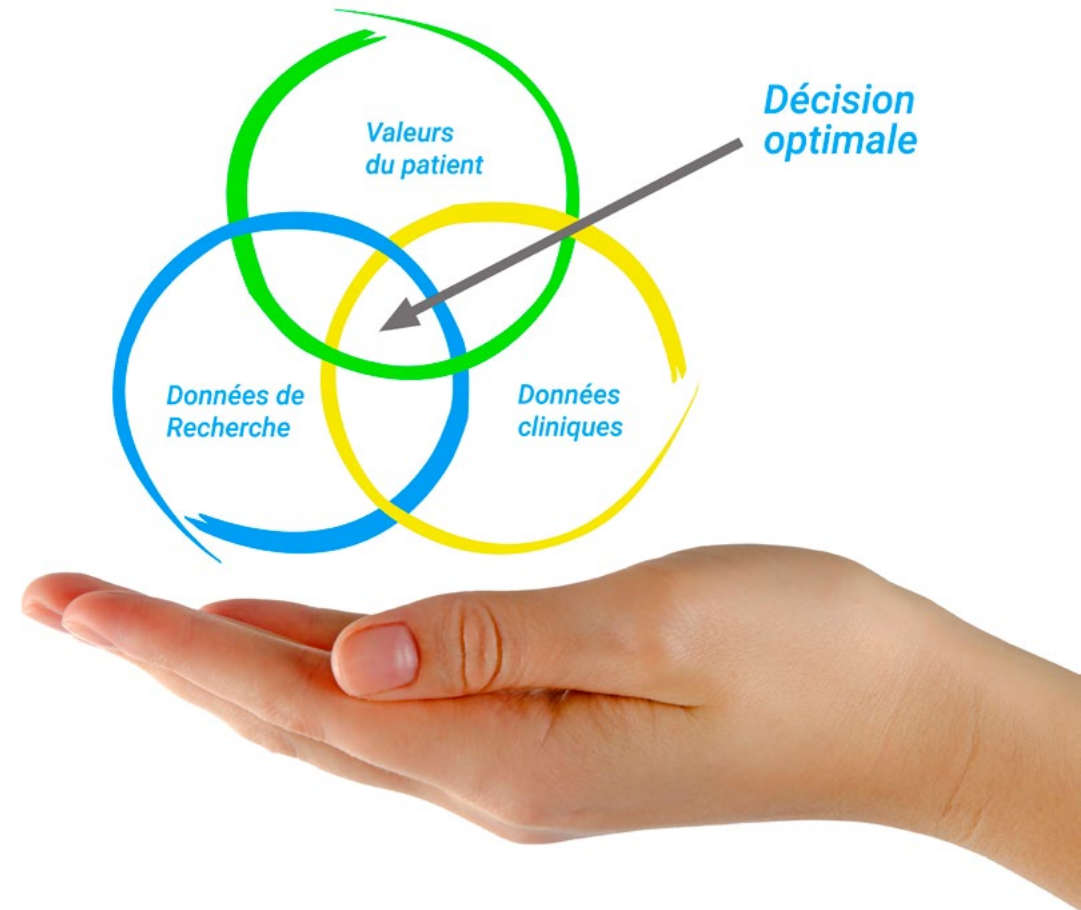 Valeurs
du patient
Décision
optimale
Données de
Recherche
Données
cliniques